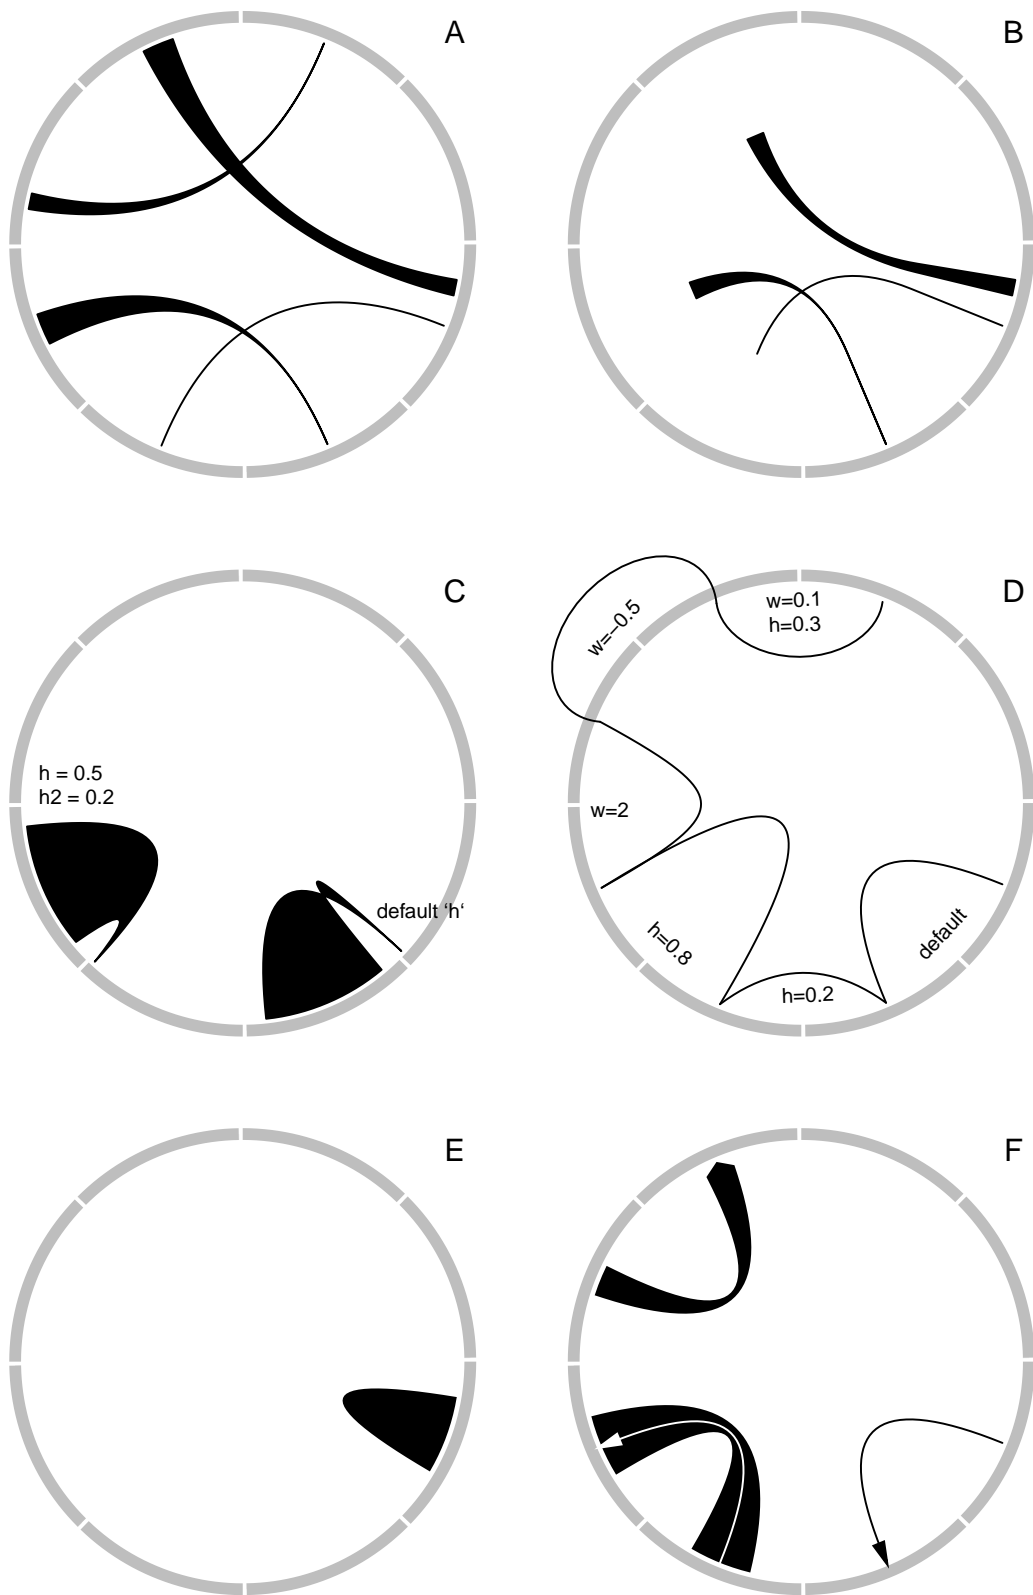 A
B
C
h = 0.5
h2 = 0.2
default ‘h‘
D
w=−0.5
w=0.1
h=0.3
w=2
h=0.8
h=0.2
default
E
F